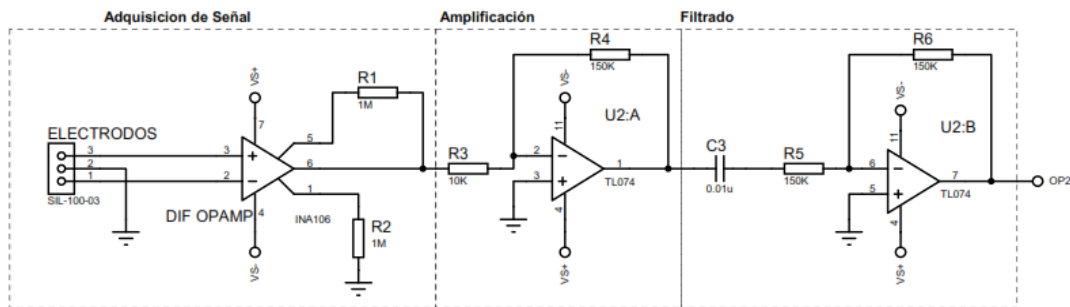 Adquisicion de Señal
Amplificación
Filtrado
ELECTRODOS
3
2
1
SIL-100-03
VS+
7
3
2
+
−
5
6
1
4
VS-
DIF OPAMP
INA106
R1
1M
R2
1M
R3
10K
R4
150K
VS-
11
U2:A
2
3
−
+
1
TL074
4
VS+
C3
0.01u
R5
150K
R6
150K
VS-
11
U2:B
6
5
−
+
7
TL074
4
VS+
OP2